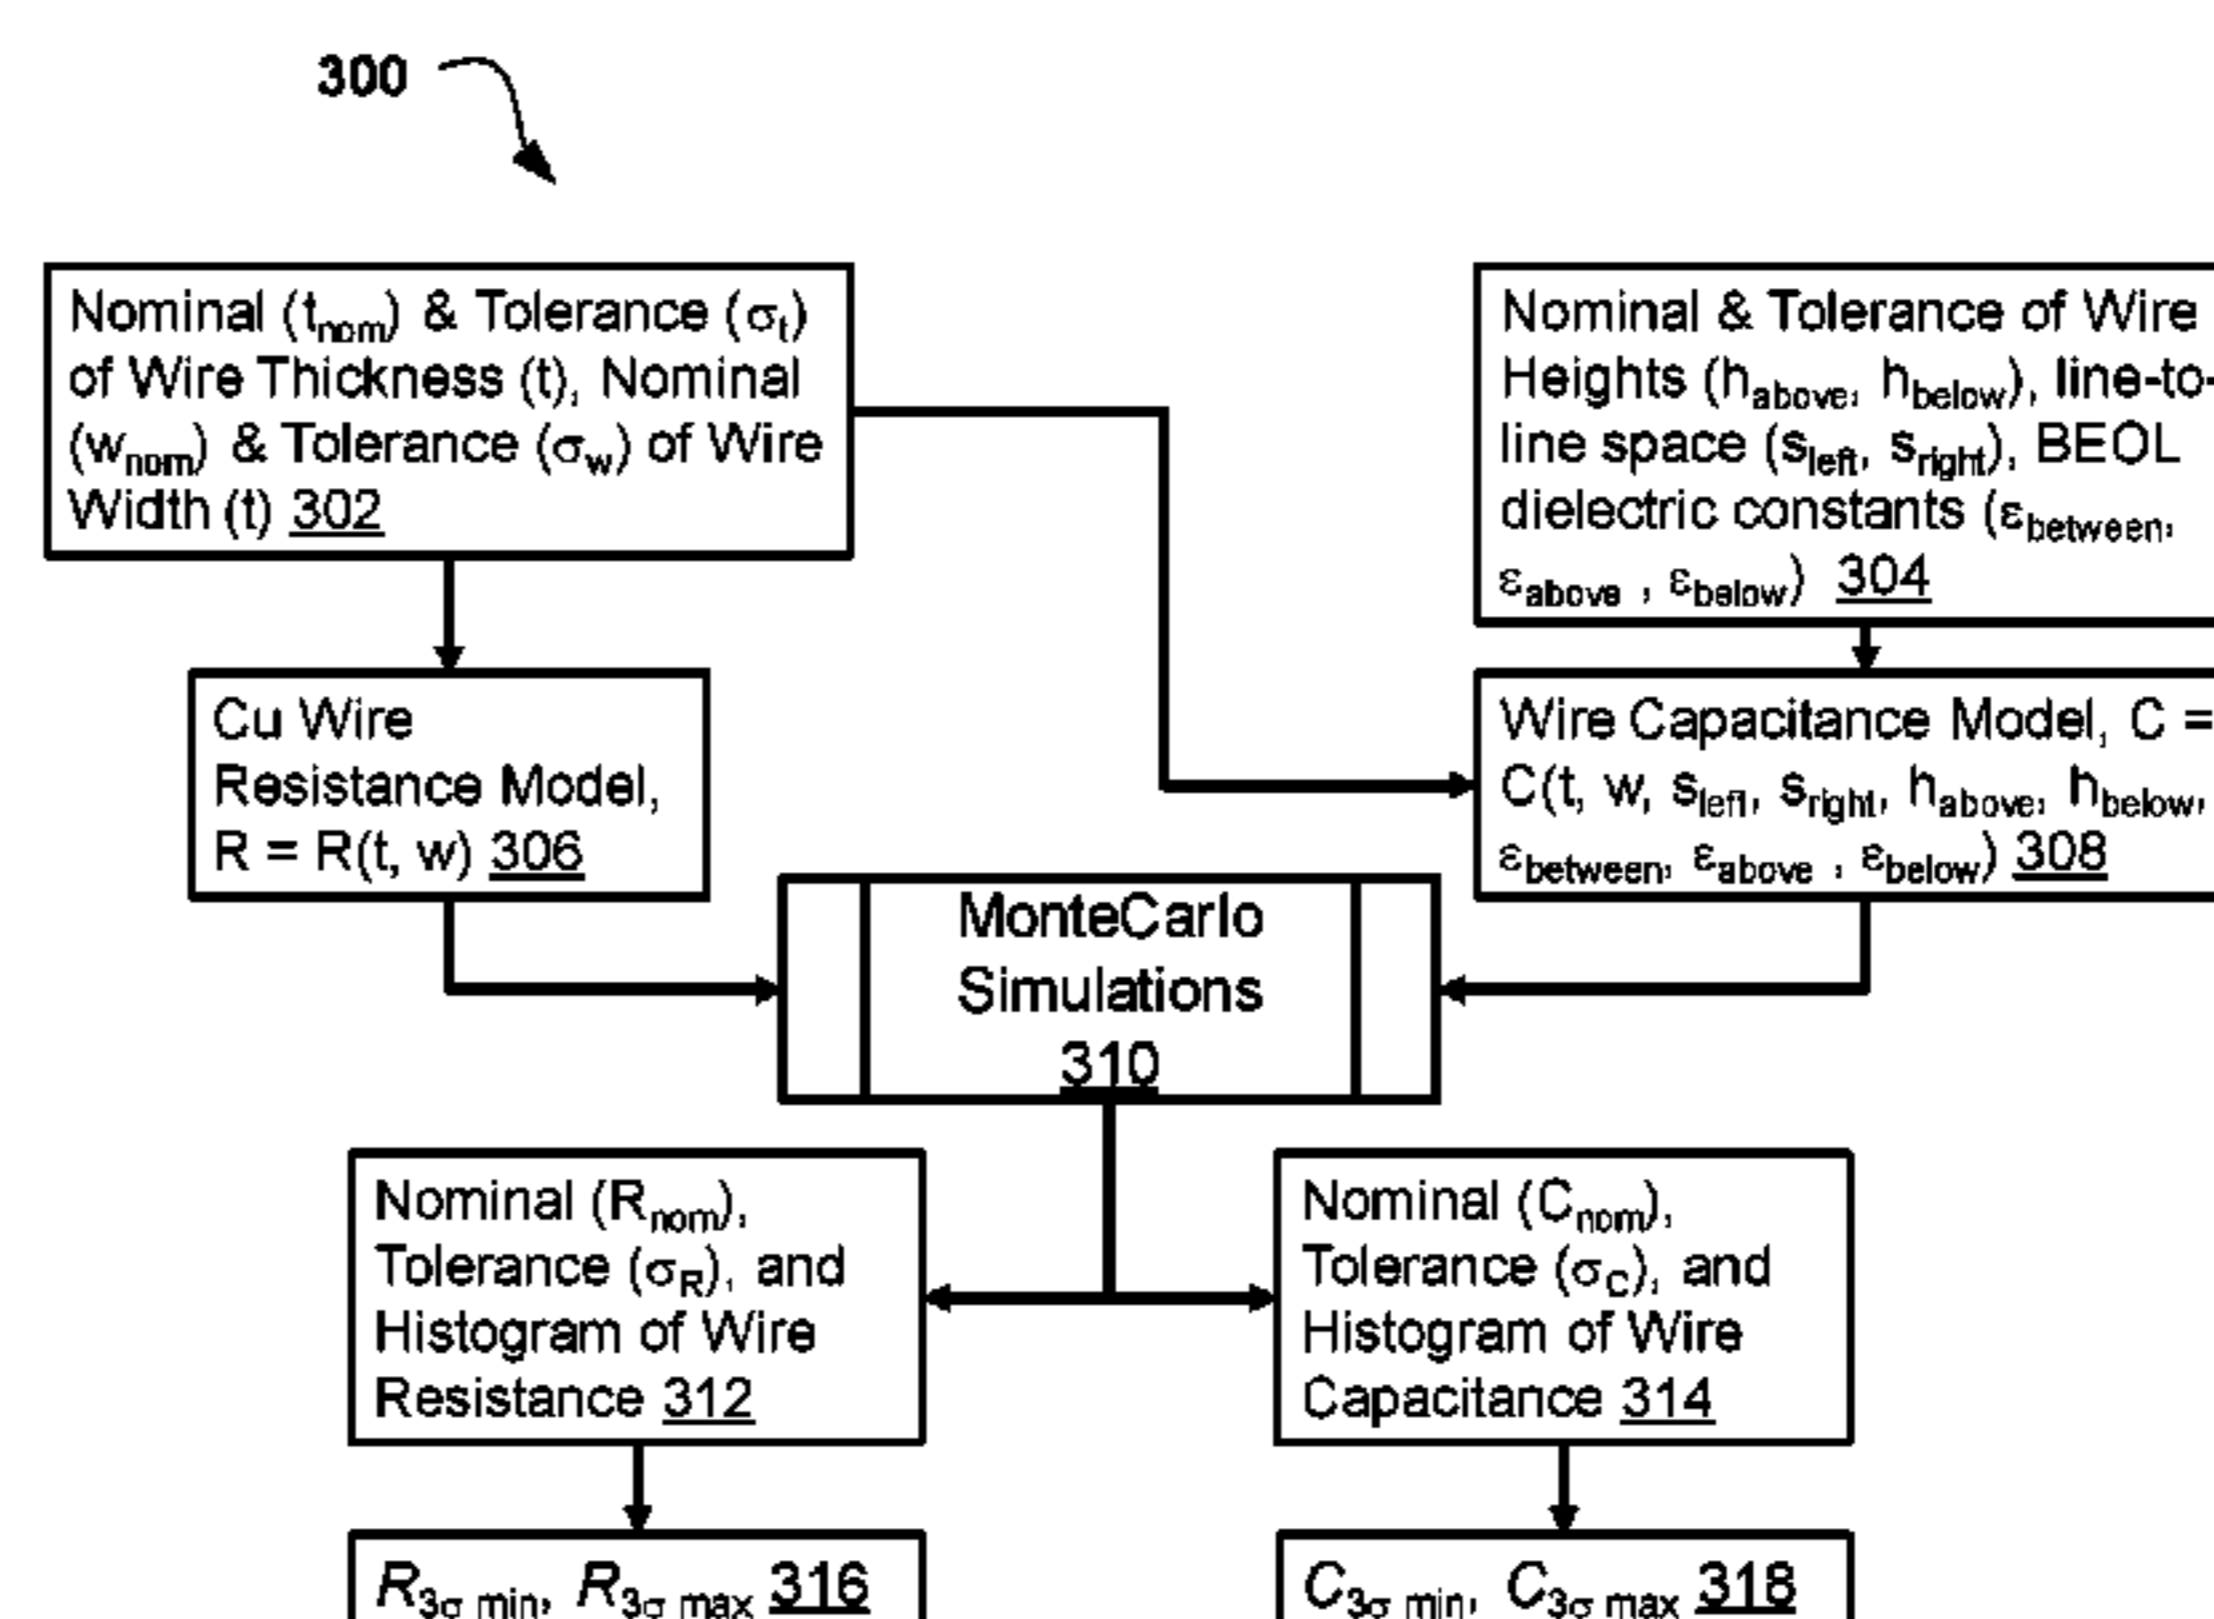 300
Nominal (tnom) & Tolerance (σt)
of Wire Thickness (t), Nominal
(wnom) & Tolerance (σw) of Wire
Width (t) 302
Nominal & Tolerance of Wire
Heights (habove, hbelow), line-to-
line space (sleft, sright), BEOL
dielectric constants (εbetween,
εabove , εbelow) 304
Cu Wire
Resistance Model,
R = R(t, w) 306
Wire Capacitance Model, C =
C(t, w, sleft, sright, habove, hbelow,
εbetween, εabove , εbelow) 308
MonteCarlo
Simulations
310
Nominal (Rnom),
Tolerance (σR), and
Histogram of Wire
Resistance 312
Nominal (Cnom),
Tolerance (σC), and
Histogram of Wire
Capacitance 314
R3σ min, R3σ max 316
C3σ min, C3σ max 318